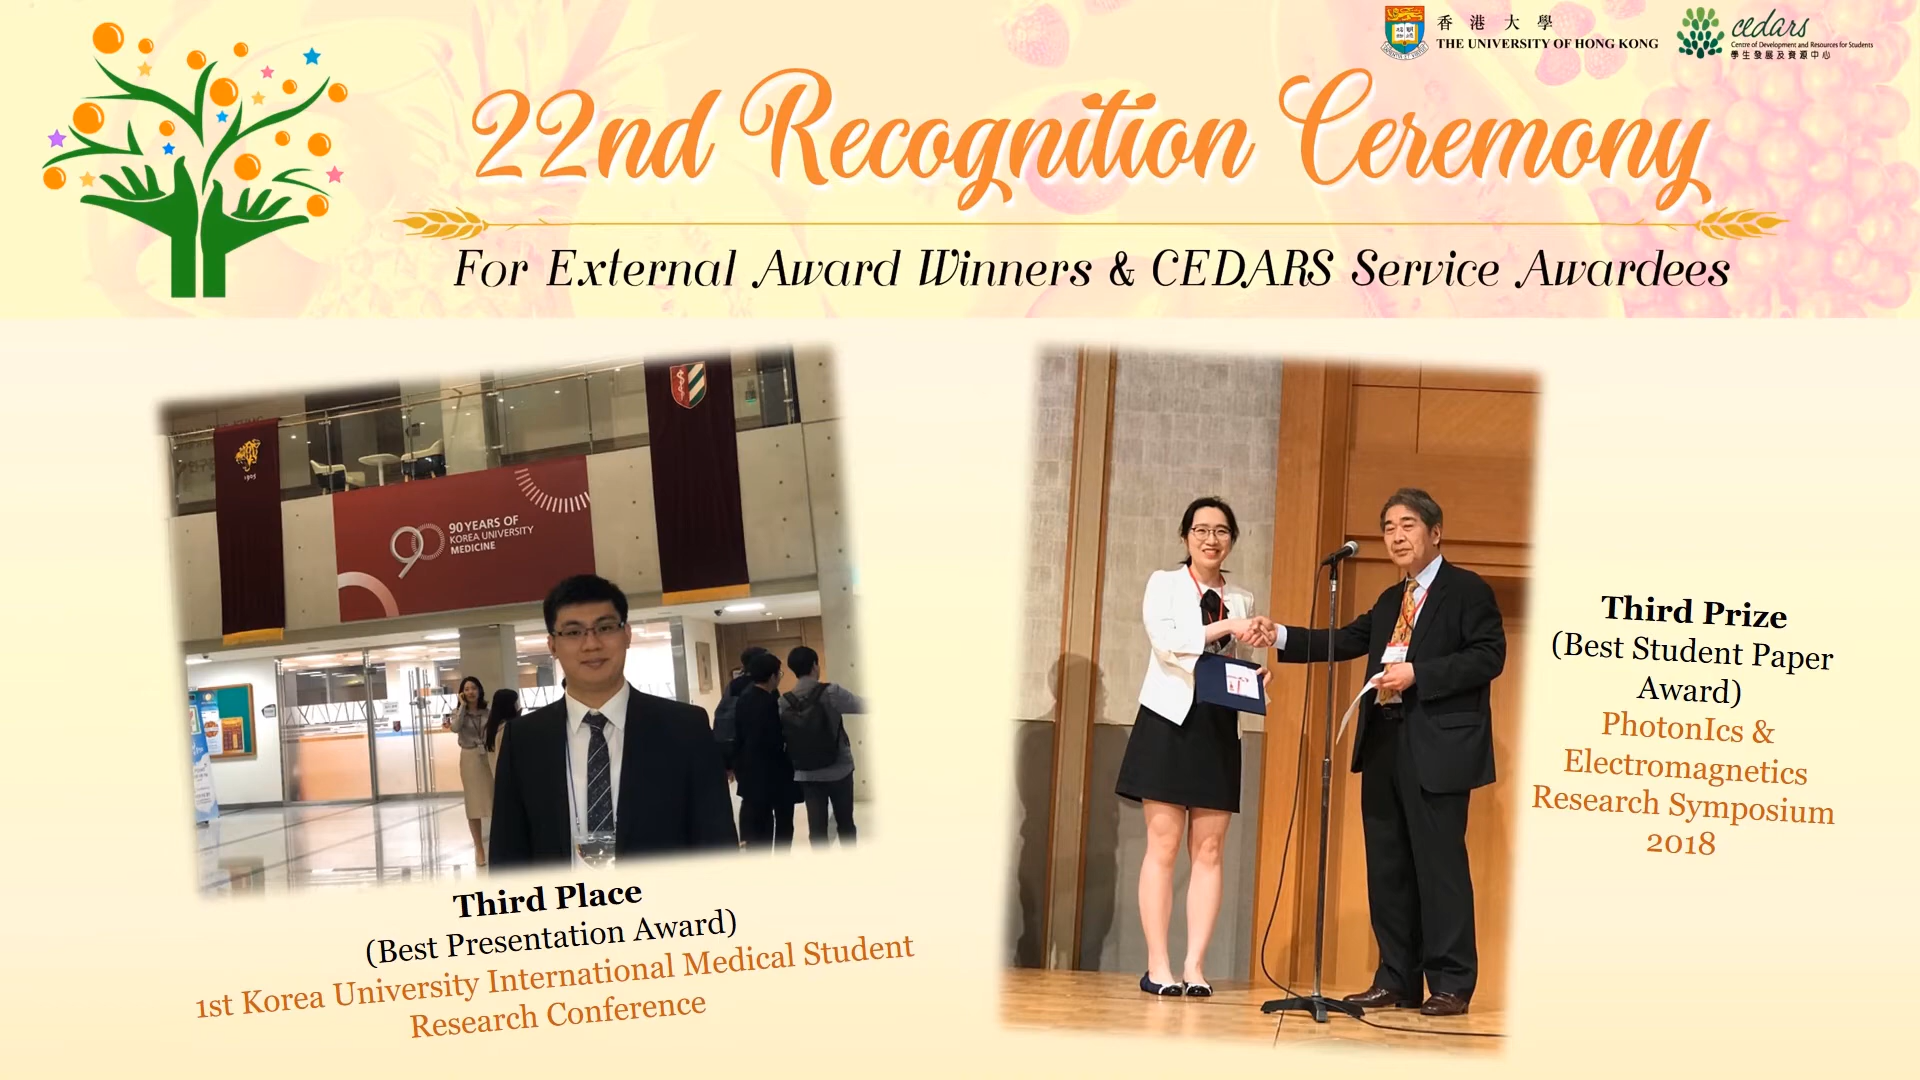 香港大學
THE UNIVERSITY OF HONG KONG
cedars
Centre of Development and Resources for Students
學生發展及資源中心
22nd Recognition Ceremony
For External Award Winners & CEDARS Service Awardees
1905
90
90 YEARS OF
KOREA UNIVERSITY
MEDICINE
Third Place
(Best Presentation Award)
1st Korea University International Medical Student
Research Conference
Third Prize
(Best Student Paper
Award)
PhotonIcs &
Electromagnetics
Research Symposium
2018